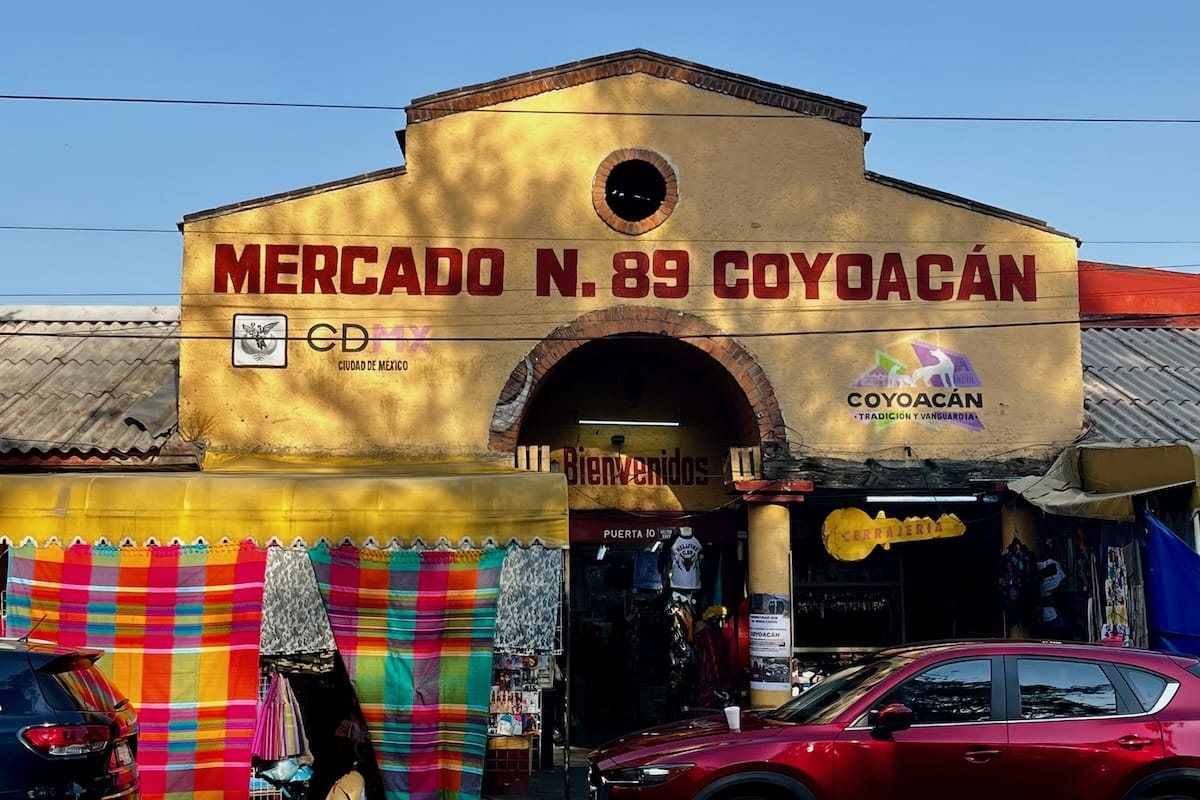 MERCADO N. 89 COYOACÁN
CDMX
CIUDAD DE MÉXICO
COYOACÁN
• TRADICIÓN Y VANGUARDIA •
Bienvenidos
PUERTA 10
CERRAJERIA
COYOACÁN